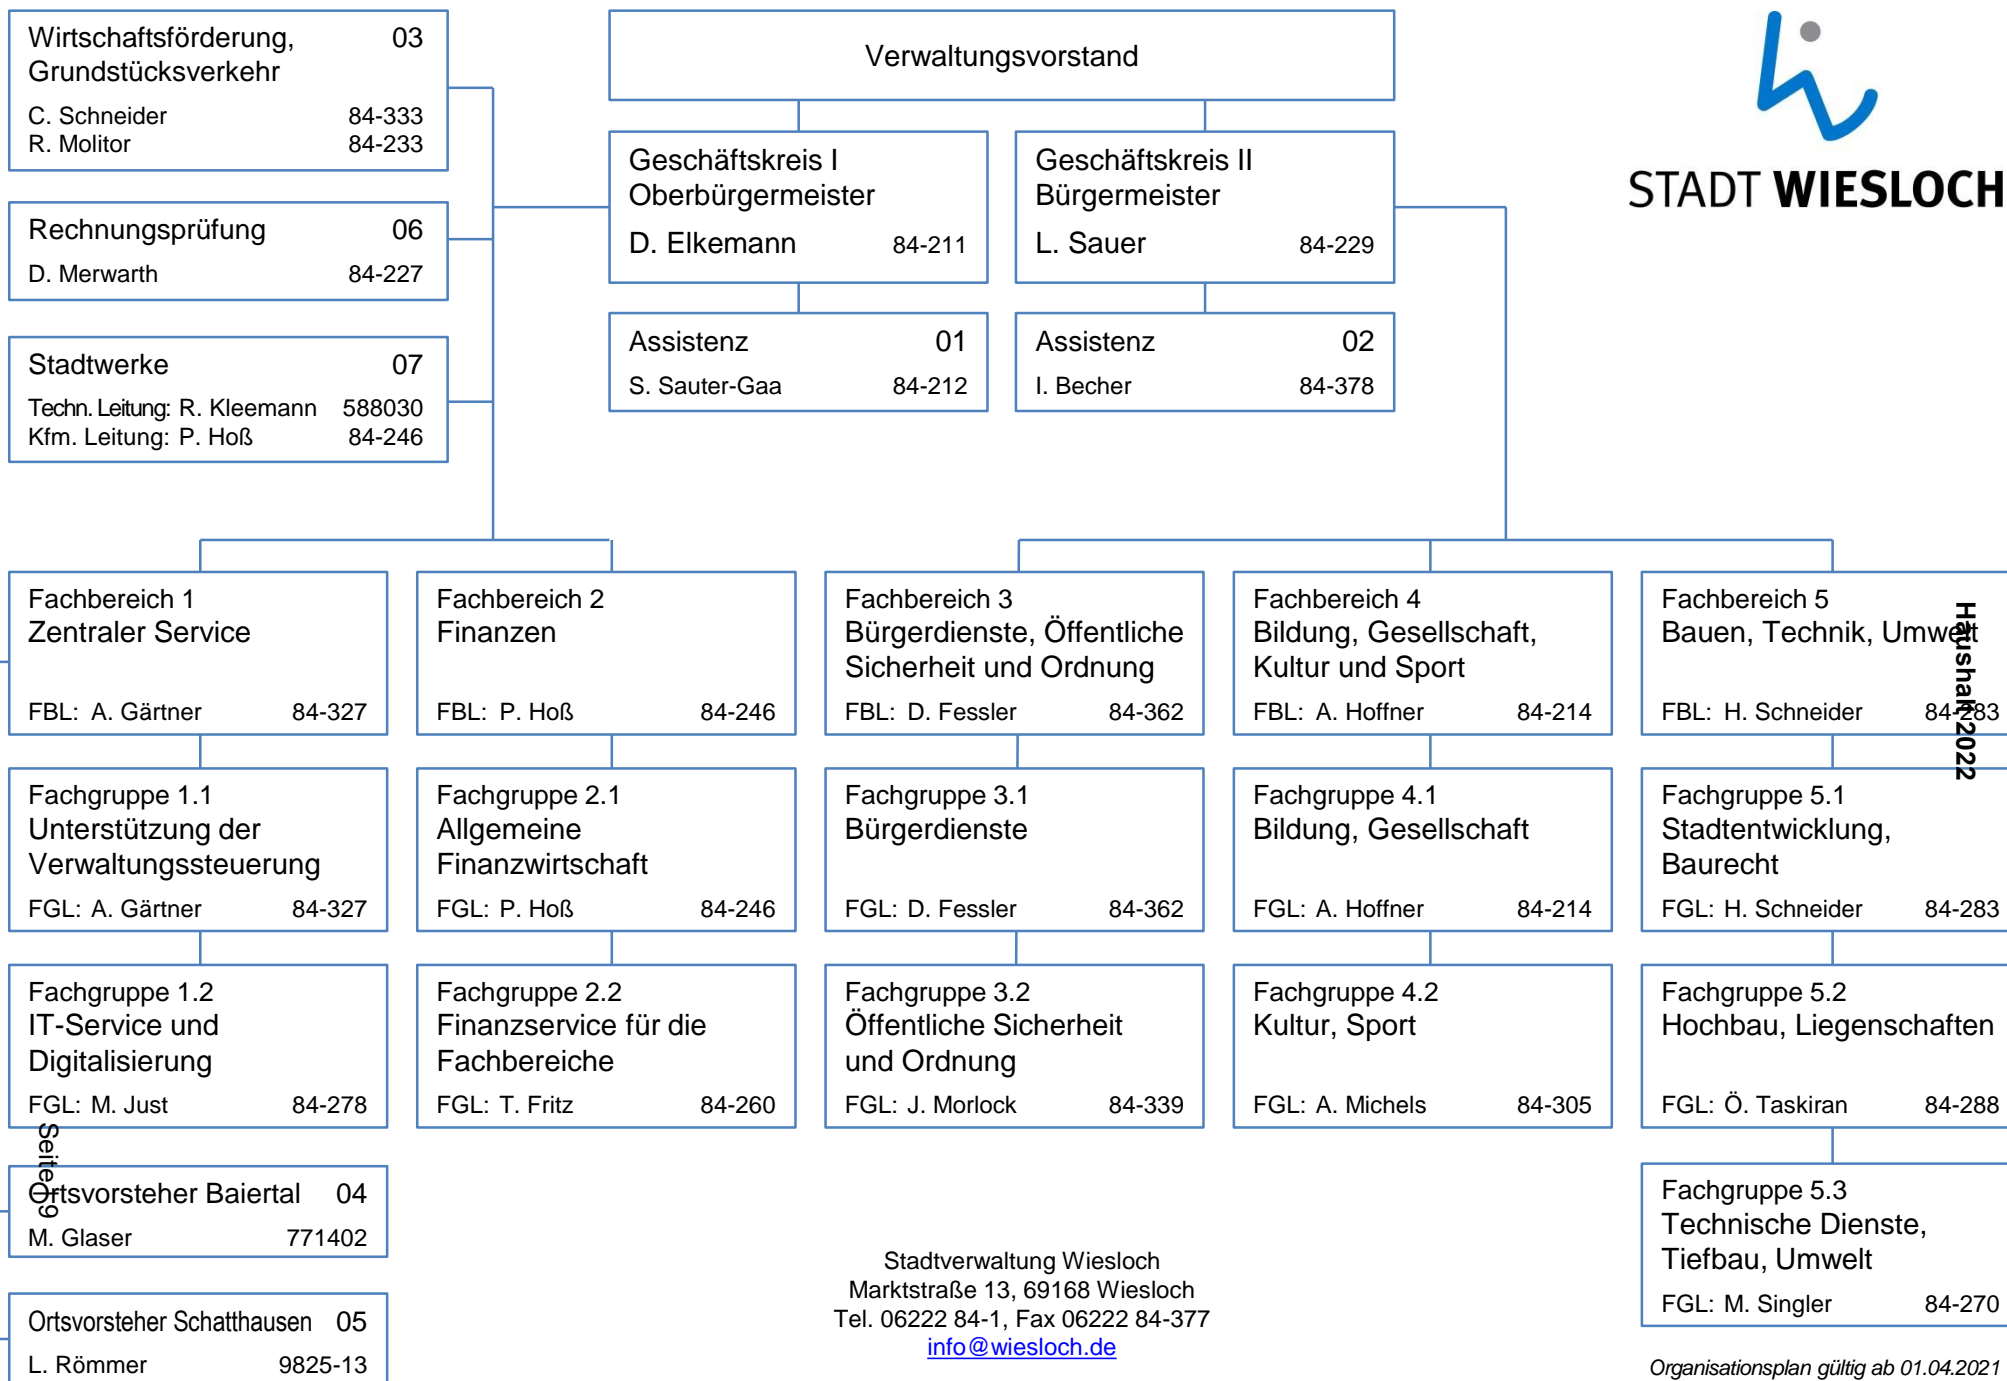 Wirtschaftsförderung, 03
Grundstücksverkehr
C. Schneider 84-333
R. Molitor 84-233
Verwaltungsvorstand
STADT WIESLOCH
Geschäftskreis I
Oberbürgermeister
D. Elkemann 84-211
Geschäftskreis II
Bürgermeister
L. Sauer 84-229
Rechnungsprüfung 06
D. Merwarth 84-227
Assistenz 01
S. Sauter-Gaa 84-212
Assistenz 02
I. Becher 84-378
Stadtwerke 07
Techn. Leitung: R. Kleemann 588030
Kfm. Leitung: P. Hoß 84-246
Fachbereich 1
Zentraler Service
FBL: A. Gärtner 84-327
Fachbereich 2
Finanzen
FBL: P. Hoß 84-246
Fachbereich 3
Bürgerdienste, Öffentliche
Sicherheit und Ordnung
FBL: D. Fessler 84-362
Fachbereich 4
Bildung, Gesellschaft,
Kultur und Sport
FBL: A. Hoffner 84-214
Fachbereich 5
Bauen, Technik, Umwelt
FBL: H. Schneider 84-283
Haushalt 2022
Fachgruppe 1.1
Unterstützung der
Verwaltungssteuerung
FGL: A. Gärtner 84-327
Fachgruppe 2.1
Allgemeine
Finanzwirtschaft
FGL: P. Hoß 84-246
Fachgruppe 3.1
Bürgerdienste
FGL: D. Fessler 84-362
Fachgruppe 4.1
Bildung, Gesellschaft
FGL: A. Hoffner 84-214
Fachgruppe 5.1
Stadtentwicklung,
Baurecht
FGL: H. Schneider 84-283
Fachgruppe 1.2
IT-Service und
Digitalisierung
FGL: M. Just 84-278
Fachgruppe 2.2
Finanzservice für die
Fachbereiche
FGL: T. Fritz 84-260
Fachgruppe 3.2
Öffentliche Sicherheit
und Ordnung
FGL: J. Morlock 84-339
Fachgruppe 4.2
Kultur, Sport
FGL: A. Michels 84-305
Fachgruppe 5.2
Hochbau, Liegenschaften
FGL: Ö. Taskiran 84-288
Ortsvorsteher Baiertal 04
M. Glaser 771402
Fachgruppe 5.3
Technische Dienste,
Tiefbau, Umwelt
FGL: M. Singler 84-270
Ortsvorsteher Schatthausen 05
L. Römmer 9825-13
Stadtverwaltung Wiesloch
Marktstraße 13, 69168 Wiesloch
Tel. 06222 84-1, Fax 06222 84-377
info@wiesloch.de
Organisationsplan gültig ab 01.04.2021
Seite